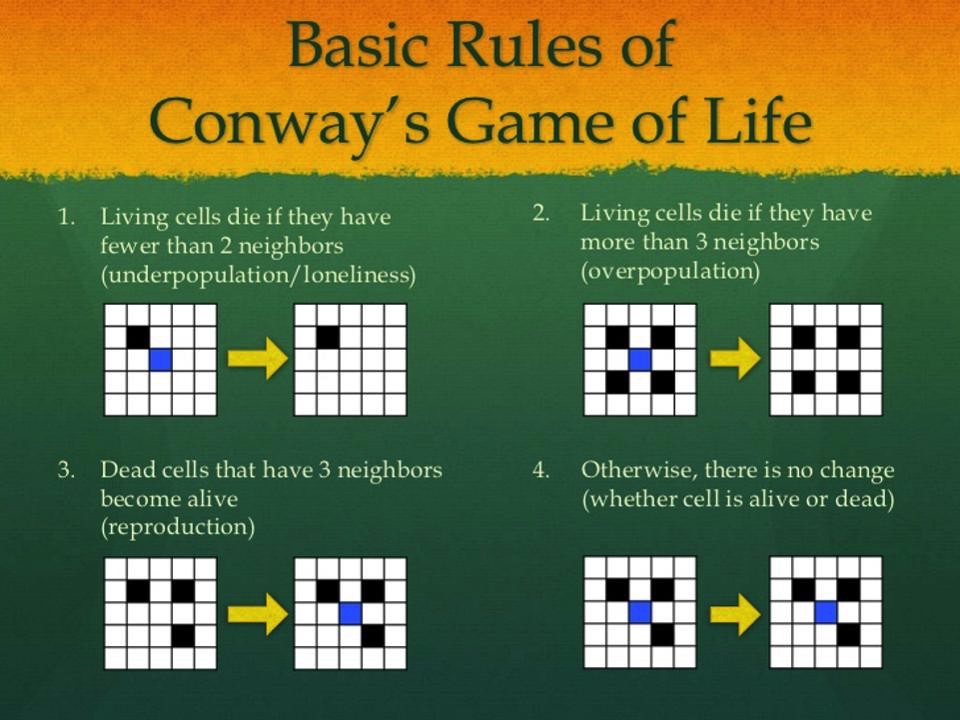 Basic Rules of
Conway's Game of Life
1. Living cells die if they have
fewer than 2 neighbors
(underpopulation/loneliness)
2. Living cells die if they have
more than 3 neighbors
(overpopulation)
3. Dead cells that have 3 neighbors
become alive
(reproduction)
4. Otherwise, there is no change
(whether cell is alive or dead)